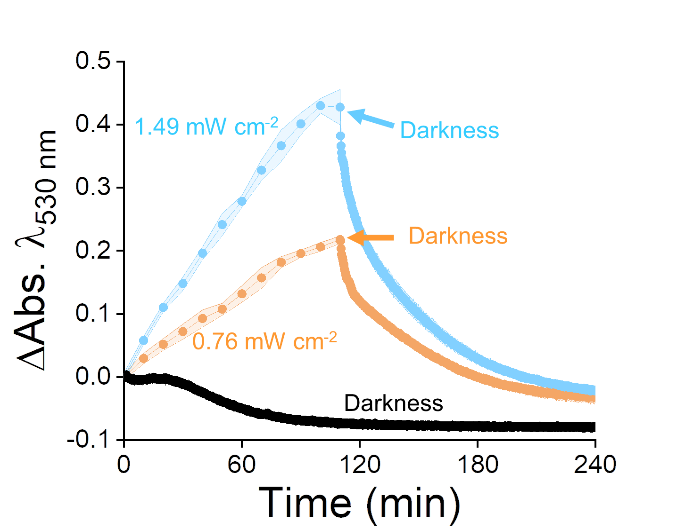 ΔAbs. λ530 nm
0.5
0.4
0.3
0.2
0.1
0.0
-0.1
1.49 mW cm-2
Darkness
Darkness
0.76 mW cm-2
Darkness
0 60 120 180 240
Time (min)